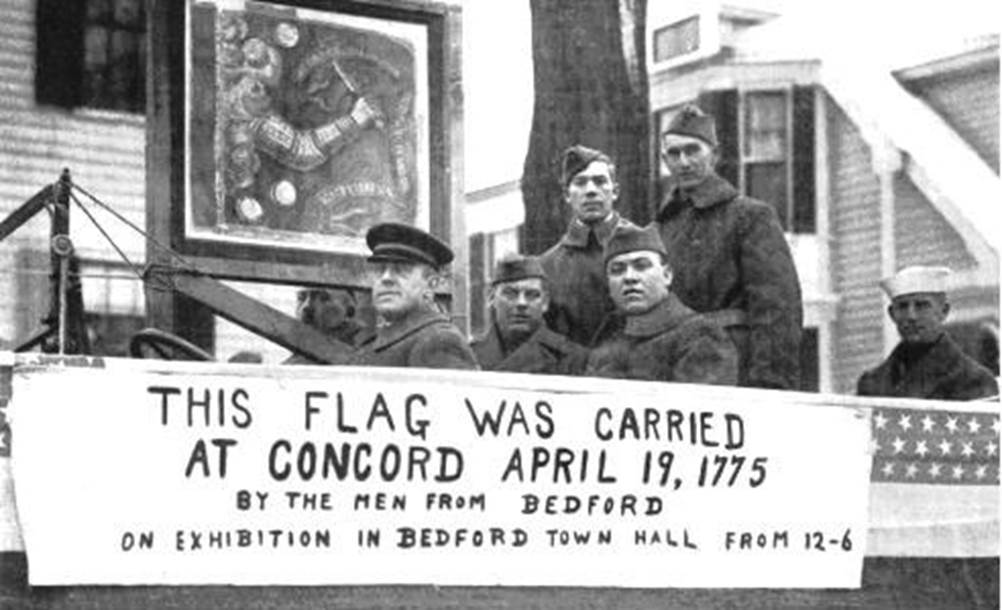 THIS FLAG WAS CARRIED
AT CONCORD APRIL 19, 1775
BY THE MEN FROM BEDFORD
ON EXHIBITION IN BEDFORD TOWN HALL FROM 12-6